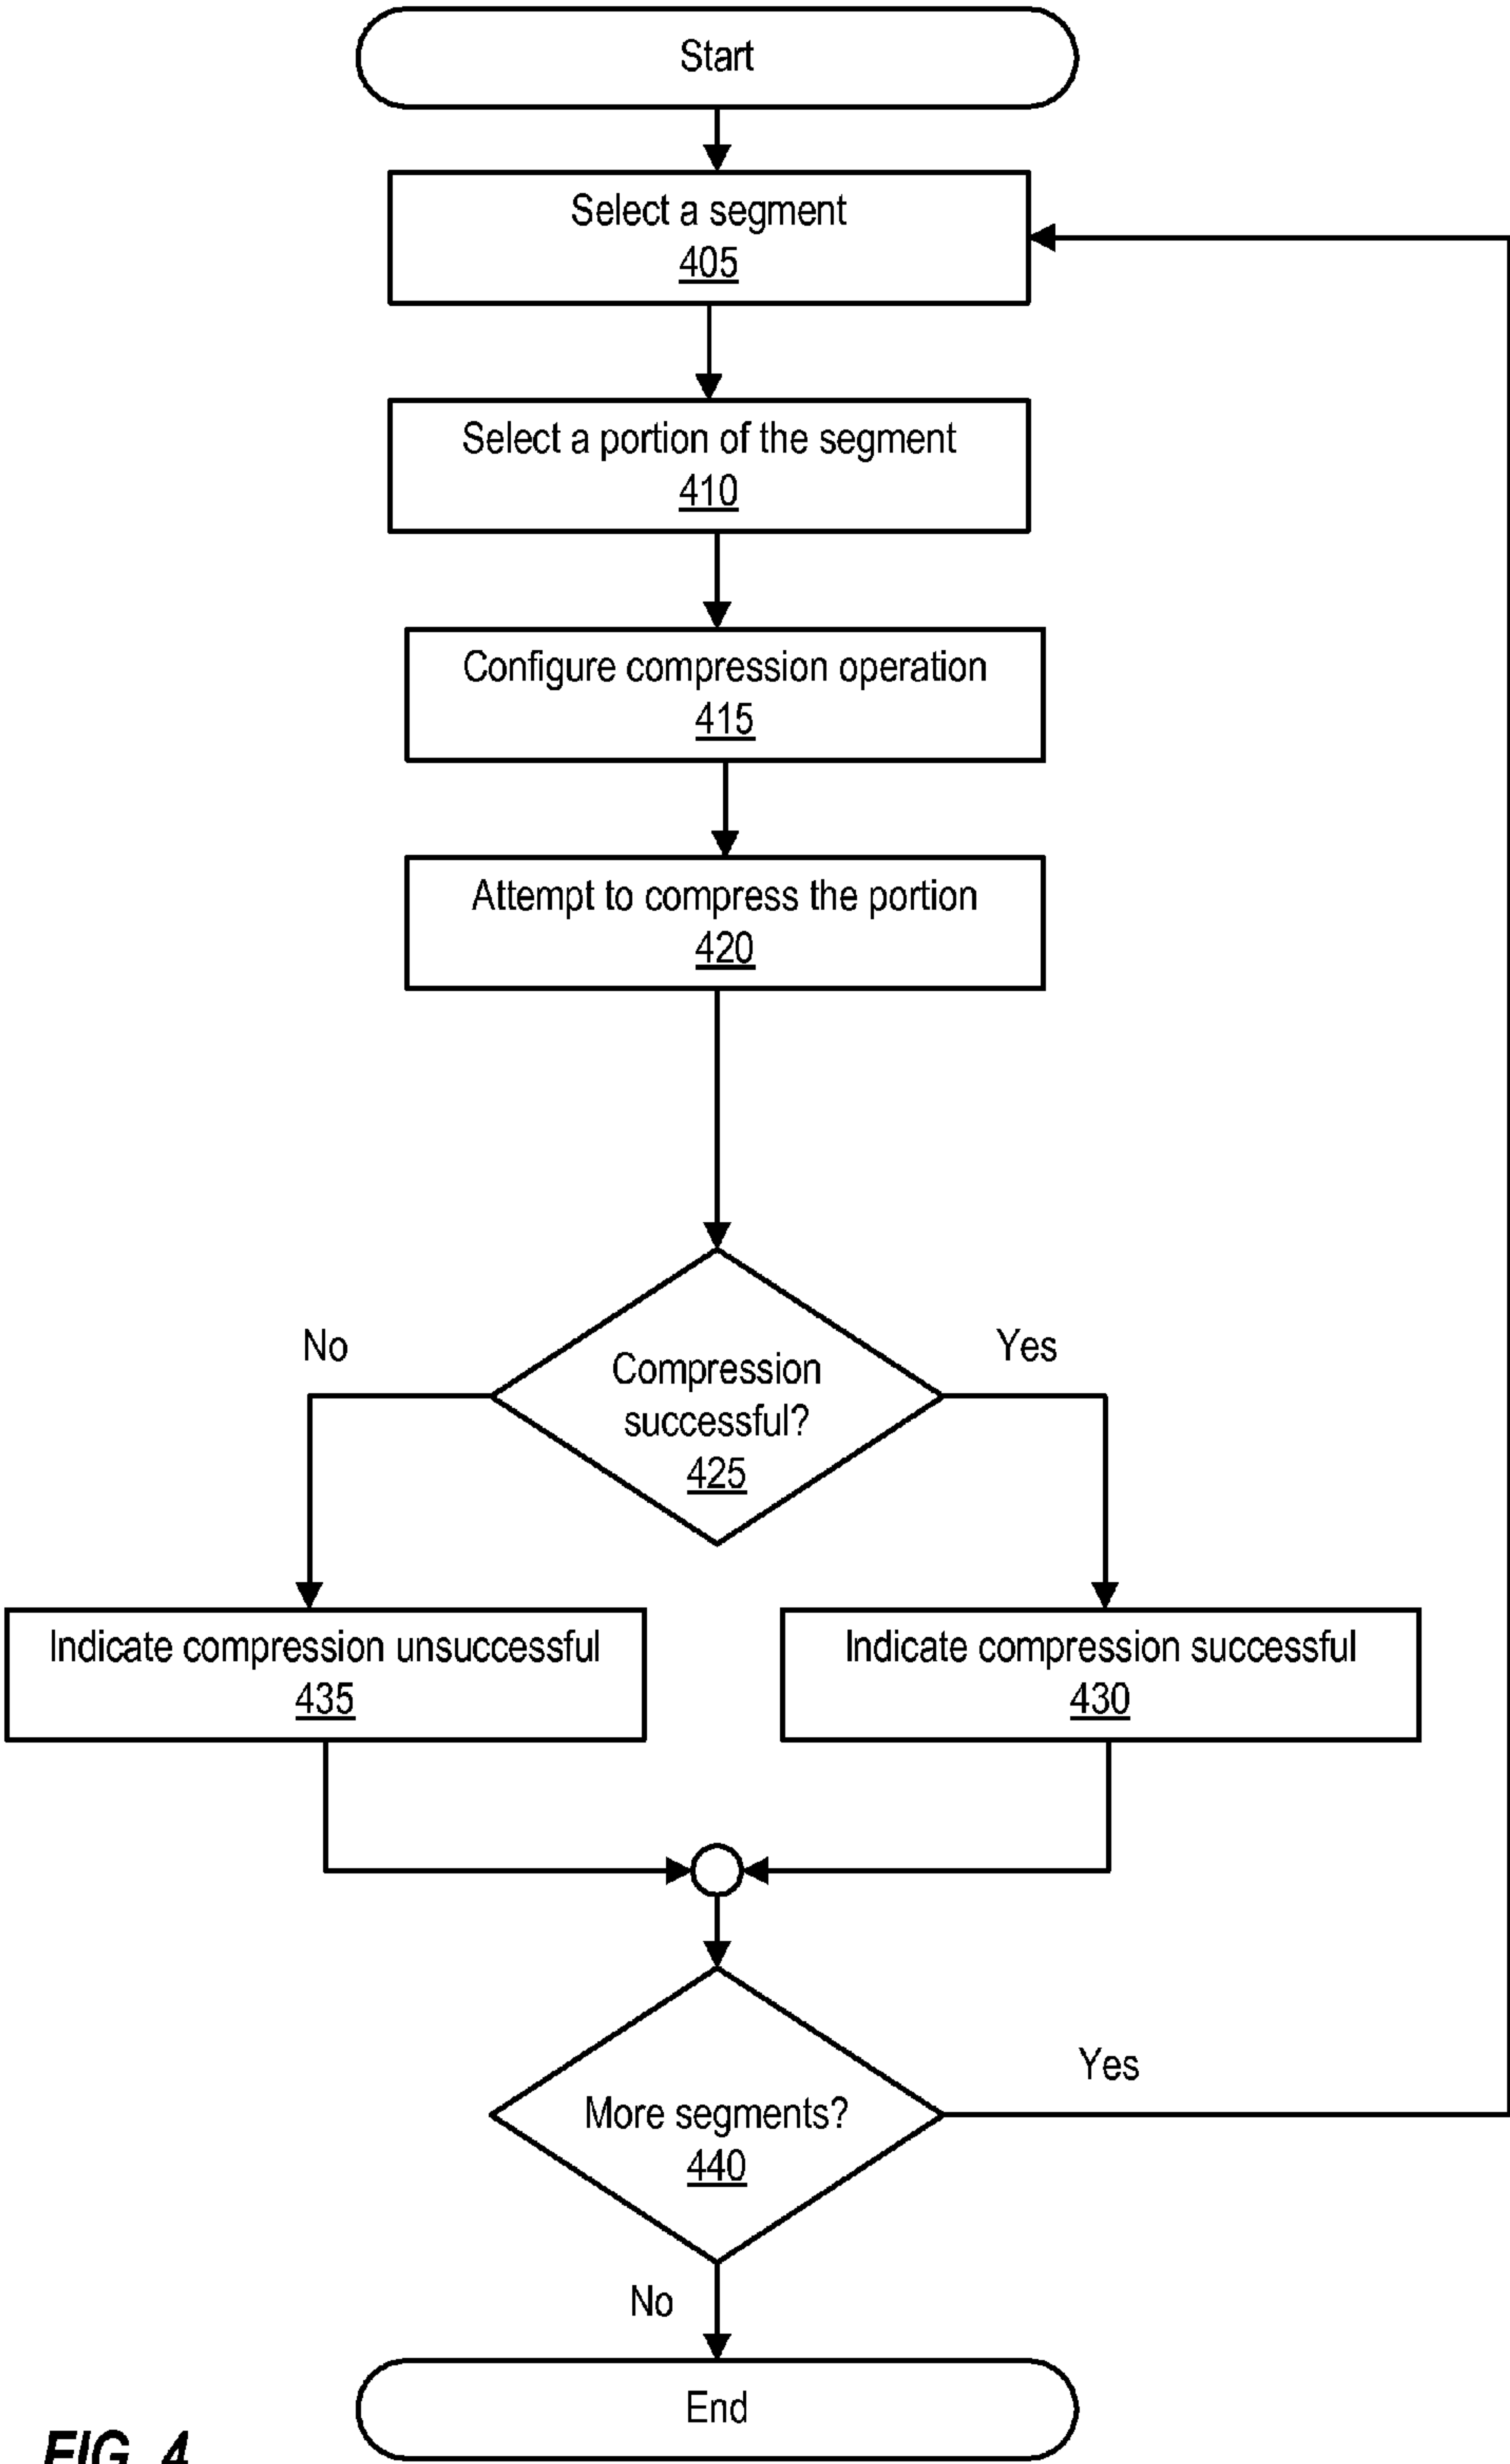 Start
Select a segment
405
Select a portion of the segment
410
Configure compression operation
415
Attempt to compress the portion
420
No
Yes
Compression
successful?
425
Indicate compression unsuccessful
435
Indicate compression successful
430
Yes
More segments?
440
No
End
FIG. 4